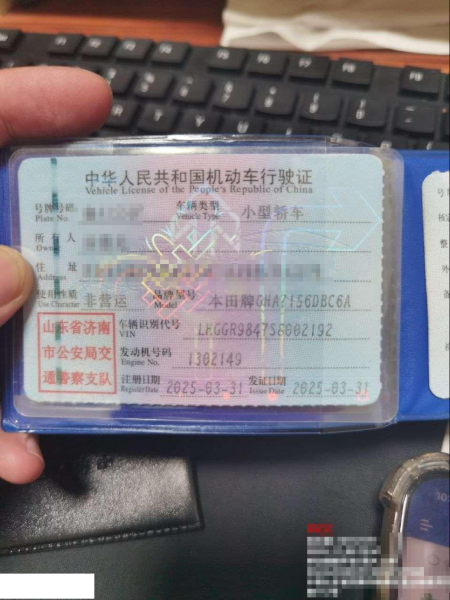 中华人民共和国机动车行驶证
Vehicle License of the People's Republic of China
号牌号码 车辆类型 小型轿车
Plate No. Vehicle Type
所有人
Owner
住址
Address
使用性质 非营运 品牌型号 本田牌GHA7156DBC6A
Use Character Model
山东省济南 车辆识别代号
市公安局交 VIN
通警察支队 发动机号码 1302149
Engine No.
注册日期 2025-03-31 发证日期 2025-03-31
Register Date Issue Date